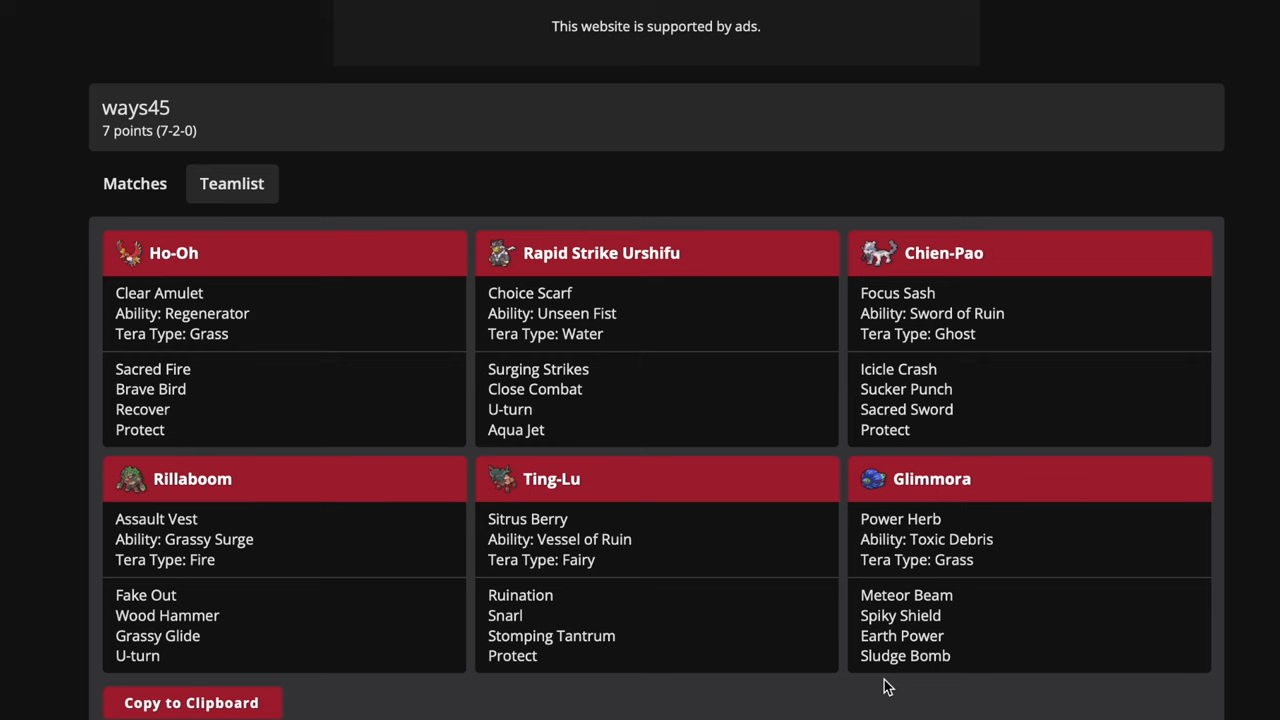 This website is supported by ads.
ways45
7 points (7-2-0)
Matches
Teamlist
Ho-Oh
Clear Amulet
Ability: Regenerator
Tera Type: Grass
Sacred Fire
Brave Bird
Recover
Protect
Rapid Strike Urshifu
Choice Scarf
Ability: Unseen Fist
Tera Type: Water
Surging Strikes
Close Combat
U-turn
Aqua Jet
Chien-Pao
Focus Sash
Ability: Sword of Ruin
Tera Type: Ghost
Icicle Crash
Sucker Punch
Sacred Sword
Protect
Rillaboom
Assault Vest
Ability: Grassy Surge
Tera Type: Fire
Fake Out
Wood Hammer
Grassy Glide
U-turn
Ting-Lu
Sitrus Berry
Ability: Vessel of Ruin
Tera Type: Fairy
Ruination
Snarl
Stomping Tantrum
Protect
Glimmora
Power Herb
Ability: Toxic Debris
Tera Type: Grass
Meteor Beam
Spiky Shield
Earth Power
Sludge Bomb
Copy to Clipboard